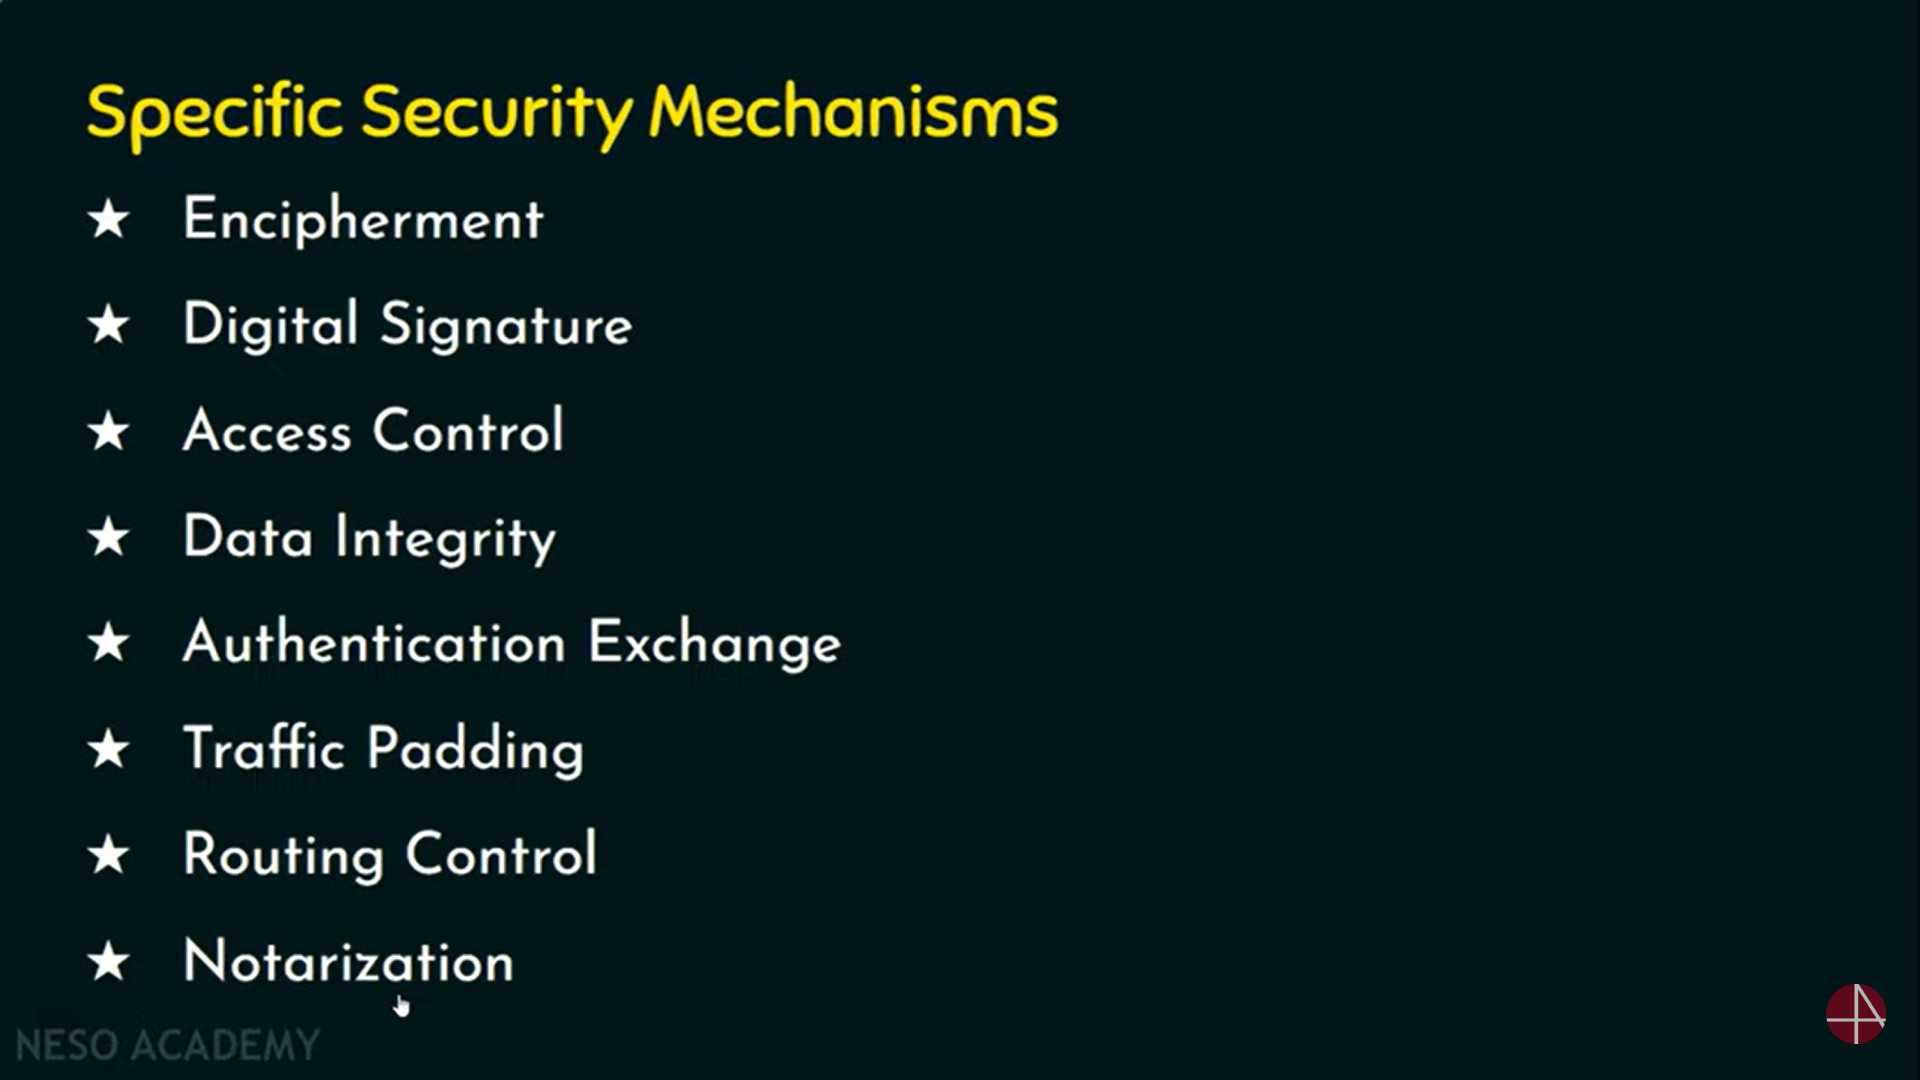 Specific Security Mechanisms
★ Encipherment
★ Digital Signature
★ Access Control
★ Data Integrity
★ Authentication Exchange
★ Traffic Padding
★ Routing Control
★ Notarization
NESO ACADEMY